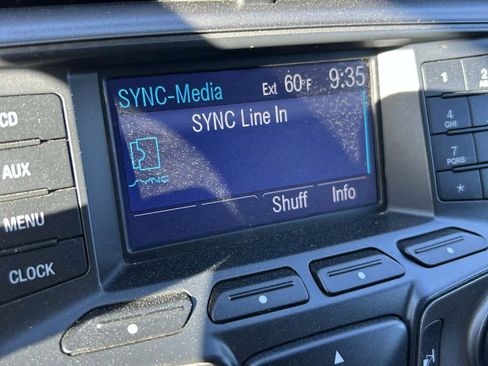 SYNC-Media Ext 60°F 9:35
SYNC Line In
SYNC
Shuff Info
CD
AUX
MENU
CLOCK
1 2
4
GHI
7
PQRS
*